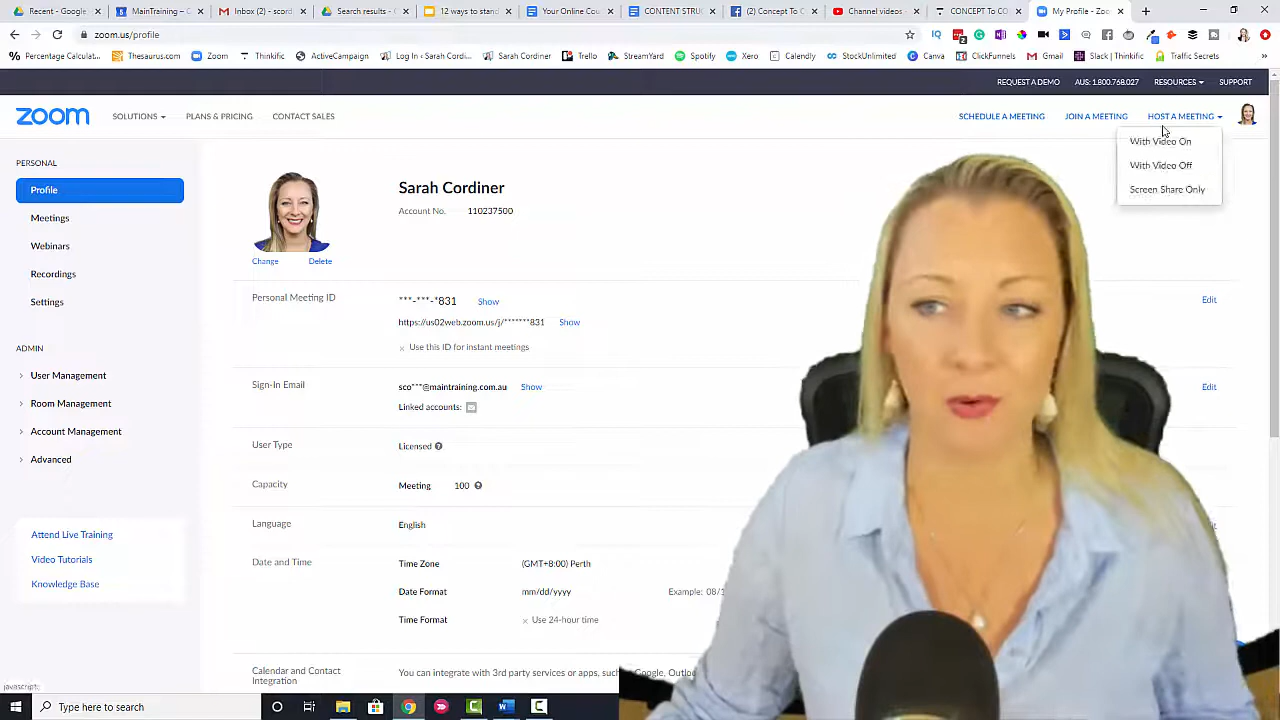 Recent - Google
MainTraining – C
Inbox (2) - scord
Search results -
12 ways to stand
Your Online Cou
CONTENT STRU
(2) Concept To C
Channel videos
CONCEPT To CO
My Profile - Zoo
zoom.us/profile
Percentage Calculat...
Thesaurus.com
Zoom
Thinkific
ActiveCampaign
Log In ‹ Sarah Cordi...
Sarah Cordiner
Trello
StreamYard
Spotify
Xero
Calendly
StockUnlimited
Canva
ClickFunnels
Gmail
Slack | Thinkific
Traffic Secrets
REQUEST A DEMO
AUS: 1.800.768.027
RESOURCES
SUPPORT
zoom
SOLUTIONS
PLANS & PRICING
CONTACT SALES
SCHEDULE A MEETING
JOIN A MEETING
HOST A MEETING
With Video On
With Video Off
Screen Share Only
PERSONAL
Profile
Meetings
Webinars
Recordings
Settings
ADMIN
User Management
Room Management
Account Management
Advanced
Attend Live Training
Video Tutorials
Knowledge Base
Change
Delete
Sarah Cordiner
Account No. 110237500
Personal Meeting ID
***-***-*831 Show
https://us02web.zoom.us/j/*******831 Show
Use this ID for instant meetings
Edit
Sign-In Email
sco***@maintraining.com.au Show
Linked accounts:
Edit
User Type
Licensed
Capacity
Meeting 100
Language
English
Date and Time
Time Zone (GMT+8:00) Perth
Date Format mm/dd/yyyy Example: 08/
Time Format Use 24-hour time
Calendar and Contact
Integration
You can integrate with 3rd party services or apps, such
Google, Outlo
javascript:;
Type here to search